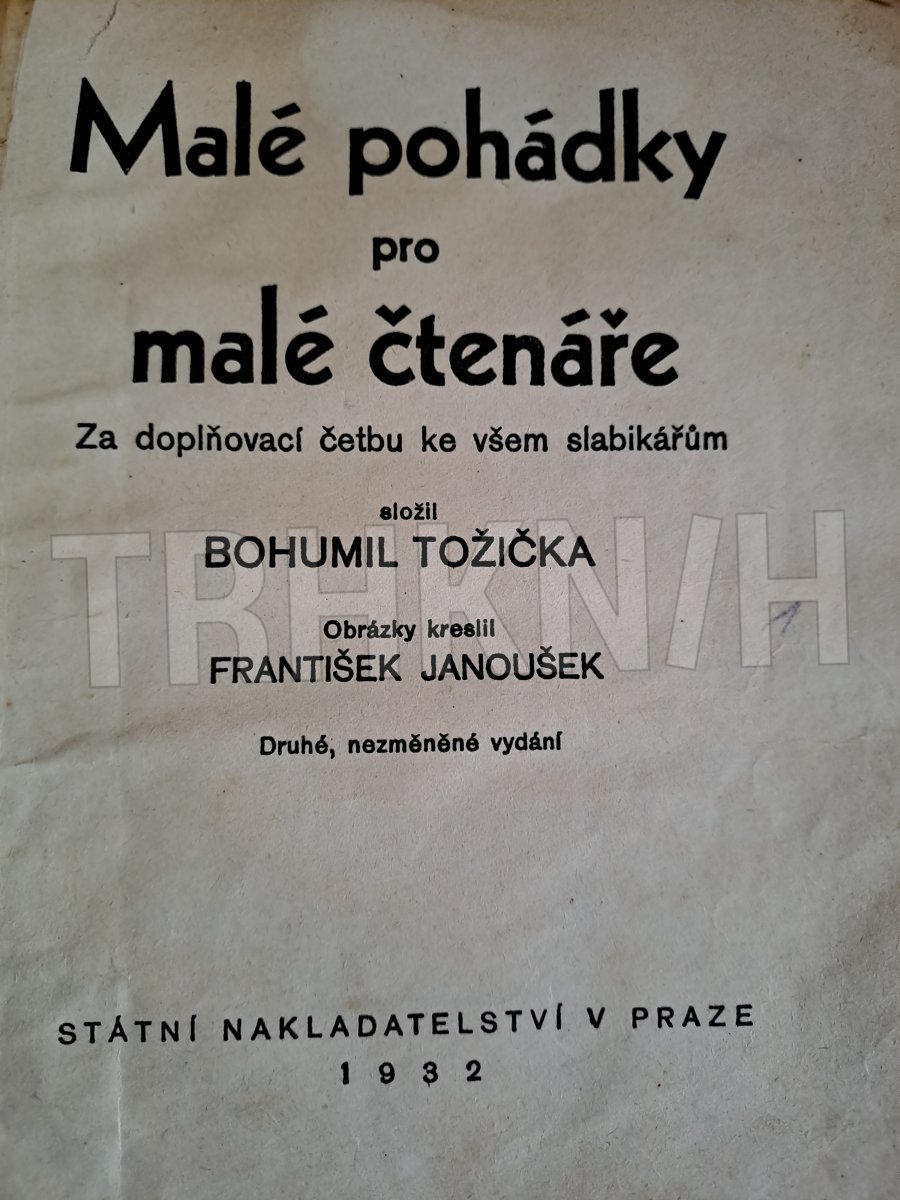 Malé pohádky
pro
malé čtenáře
Za doplňovací četbu ke všem slabikářům
složil
BOHUMIL TOŽIČKA
Obrázky kreslil
FRANTIŠEK JANOUŠEK
Druhé, nezměněné vydání
STÁTNÍ NAKLADATELSTVÍ V PRAZE
1932
TRHKNIH